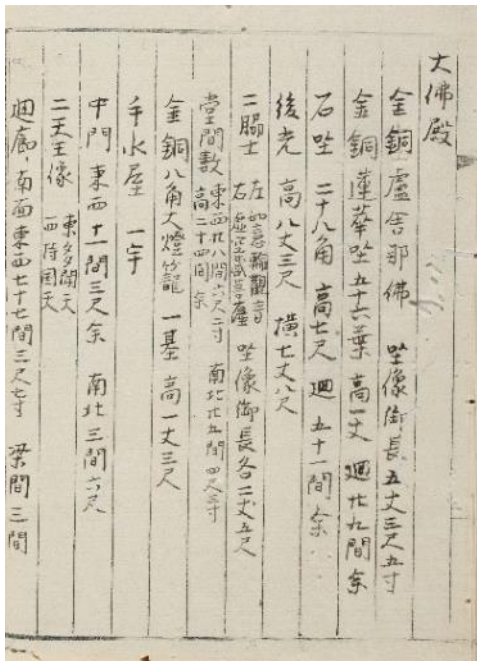 大佛殿
金銅盧舎那佛 坐像御長五丈三尺五寸
金銅蓮華坐五十六葉 高一丈 廻廿九間余
石坐 二十八角 高七尺 廻五十一間余
後光 高八丈三尺 横七丈八尺
二脇士 左如意輪観音 右虚空蔵菩薩 坐像御長各二丈五尺
堂間数 東西廿八間六尺二寸 南北廿五間四尺三寸
高二十四間余
金銅八角大燈籠 一基 高一丈三尺
手水屋 一宇
中門 東西十一間三尺余 南北三間六尺
二天王像 東多聞天 西持国天
廻廊、南面東西七十七間三尺七寸 梁間三間